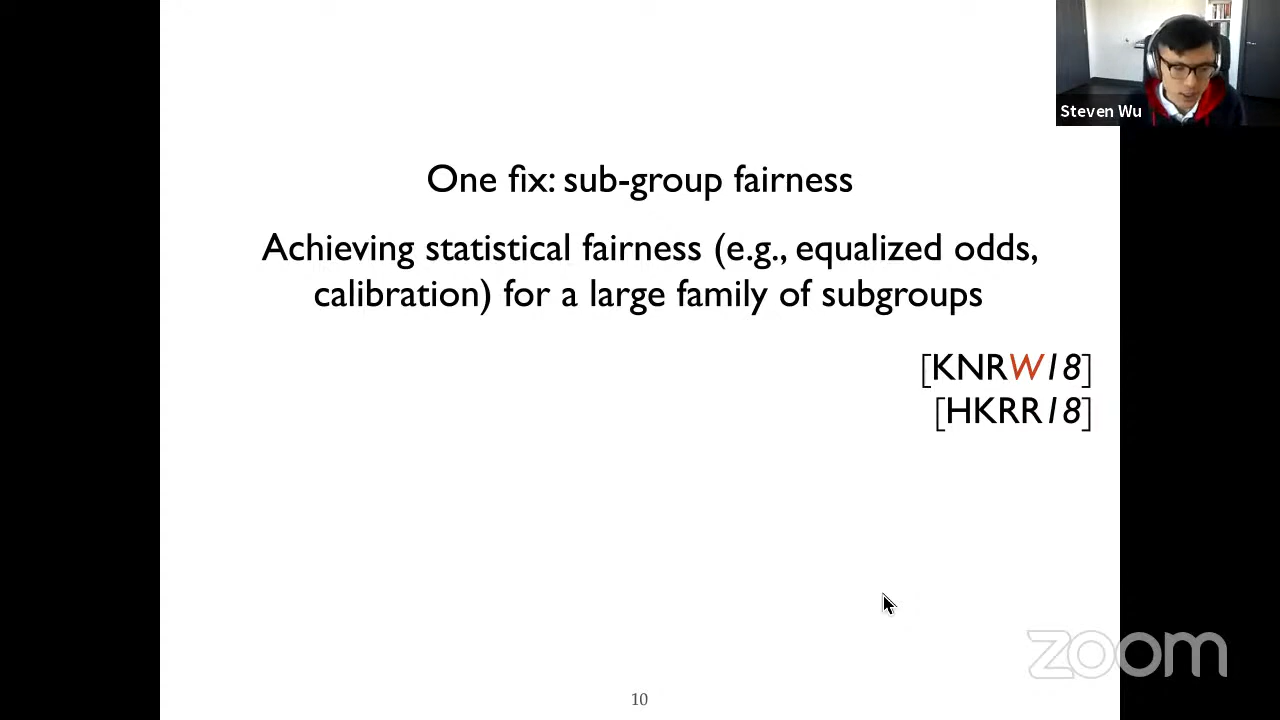 Steven Wu
One fix: sub-group fairness
Achieving statistical fairness (e.g., equalized odds,
calibration) for a large family of subgroups
[KNRW18]
[HKRR18]
zoom
10